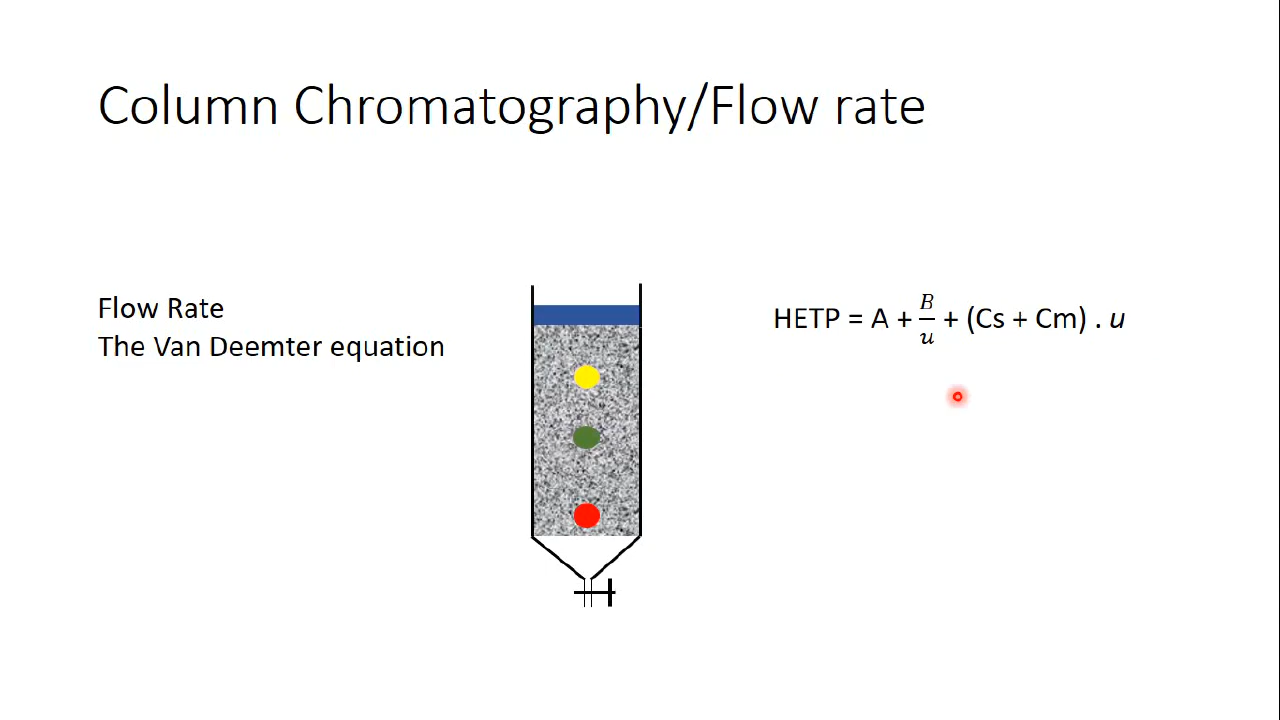 Column Chromatography/Flow rate
Flow Rate
The Van Deemter equation
HETP = A + B/u + (Cs + Cm) . u